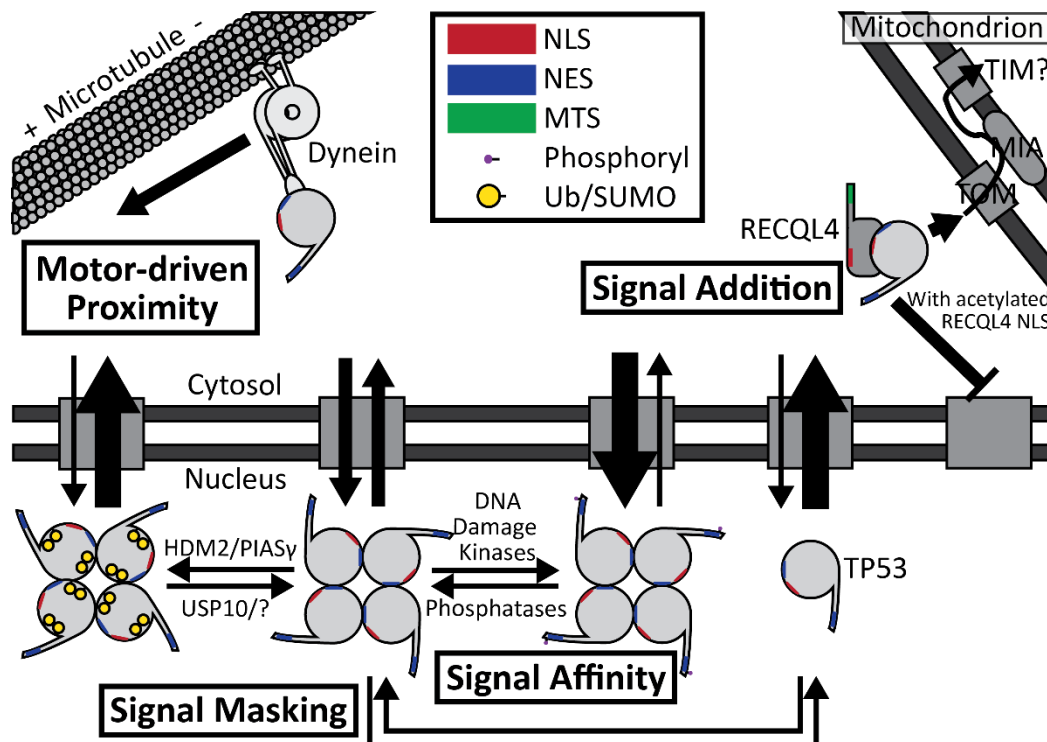 + Microtubule -
Dynein
Motor-driven
Proximity
NLS
NES
MTS
Phosphoryl
Ub/SUMO
Mitochondrion
TIM?
MIA
TOM
RECQL4
Signal Addition
With acetylated
RECQL4 NLS
Cytosol
Nucleus
HDM2/PIASγ
USP10/?
DNA
Damage
Kinases
Phosphatases
TP53
Signal Affinity
Signal Masking